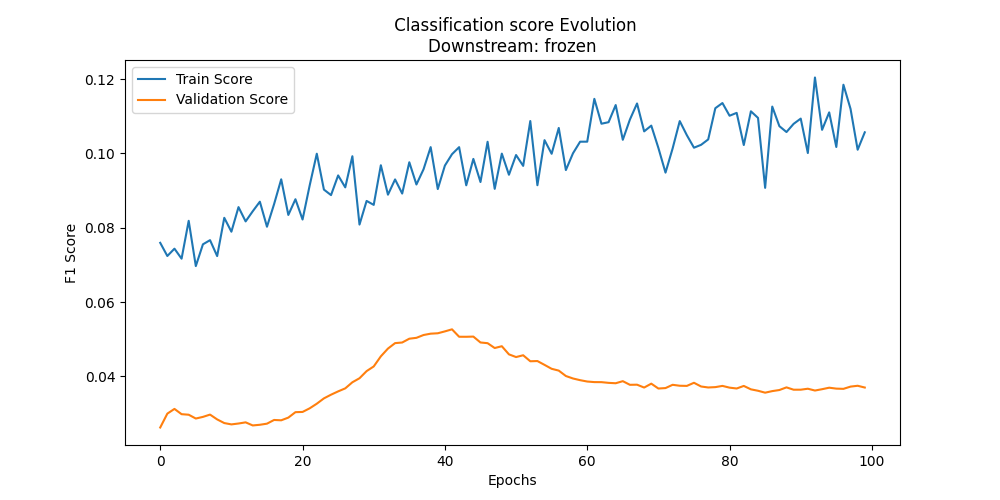 Classification score Evolution
Downstream: frozen
Train Score
Validation Score
0.12
0.10
0.08
0.06
0.04
F1 Score
0 20 40 60 80 100
Epochs